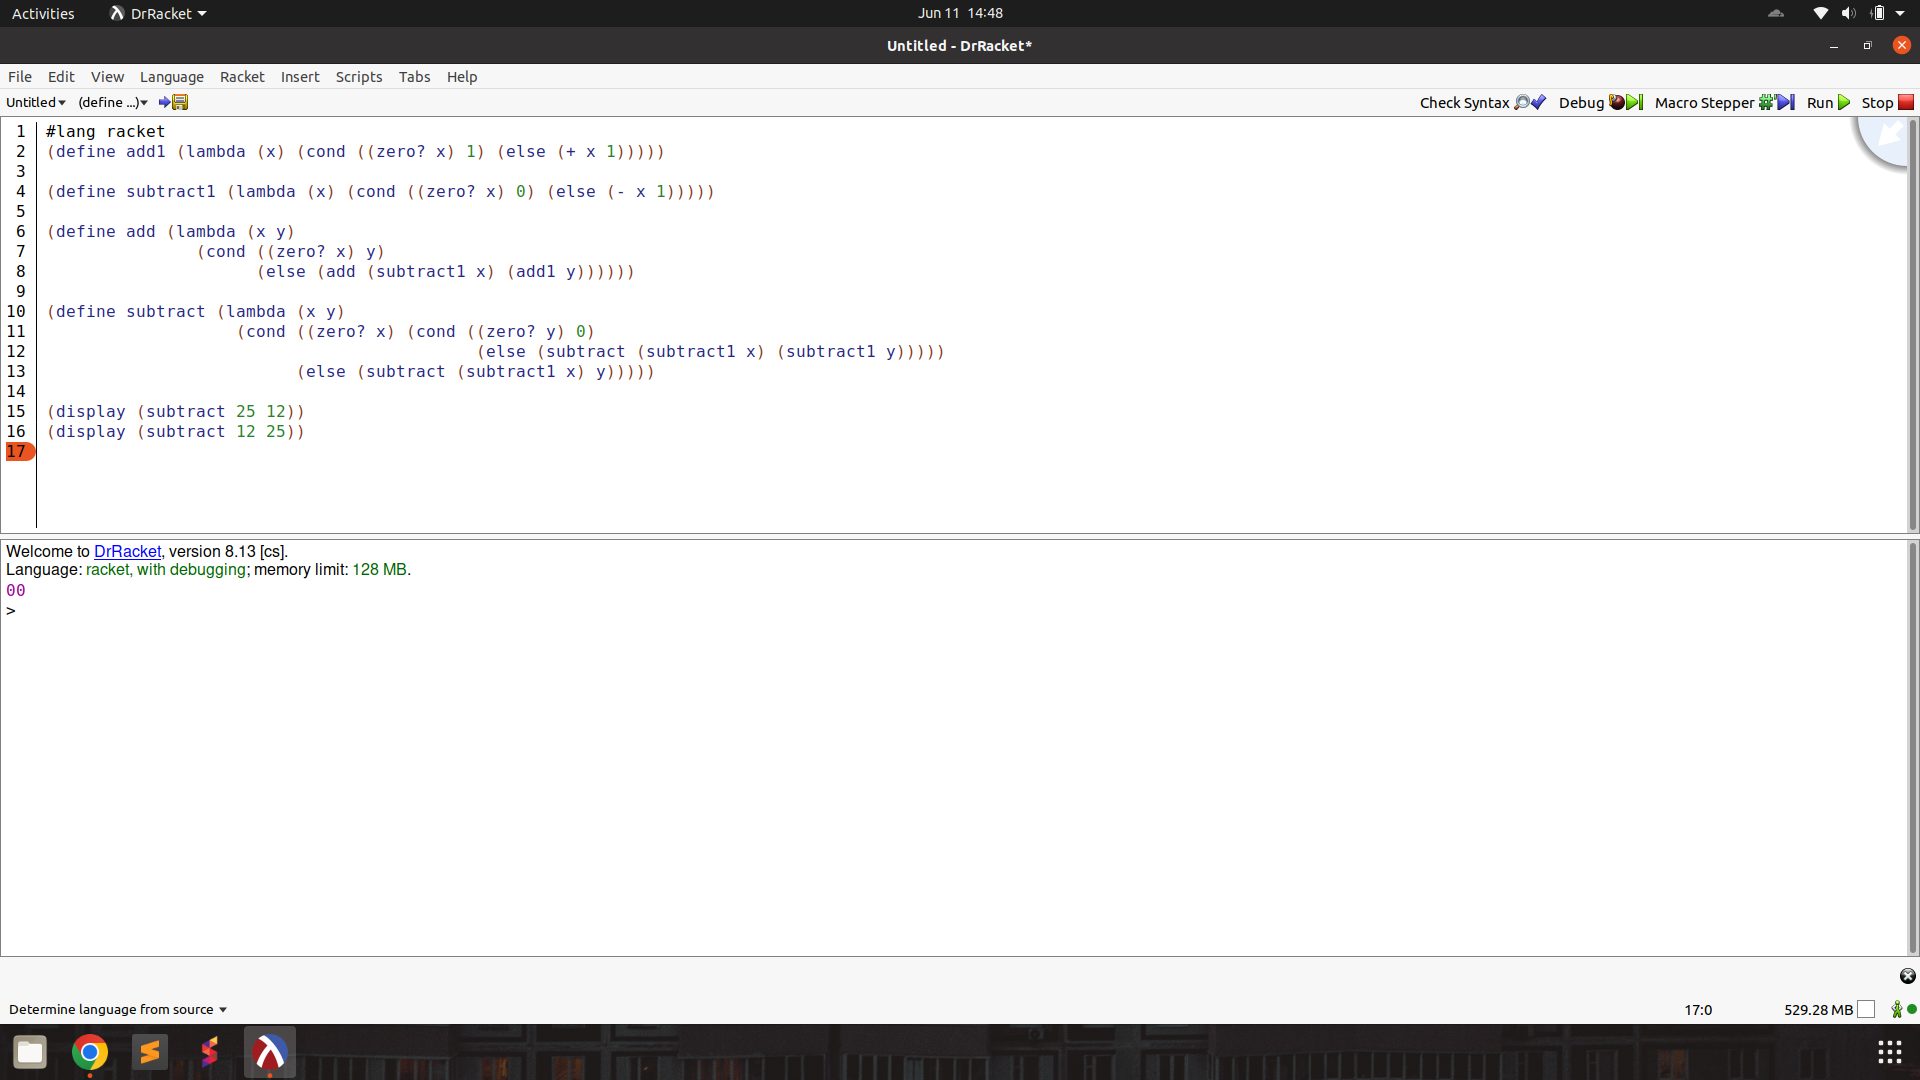 Activities DrRacket Jun 11 14:48
Untitled - DrRacket*
File Edit View Language Racket Insert Scripts Tabs Help
Untitled (define ...) Check Syntax Debug Macro Stepper Run Stop
1 #lang racket
2 (define add1 (lambda (x) (cond ((zero? x) 1) (else (+ x 1)))))
3
4 (define subtract1 (lambda (x) (cond ((zero? x) 0) (else (- x 1)))))
5
6 (define add (lambda (x y)
7 (cond ((zero? x) y)
8 (else (add (subtract1 x) (add1 y))))))
9
10 (define subtract (lambda (x y)
11 (cond ((zero? x) (cond ((zero? y) 0)
12 (else (subtract (subtract1 x) (subtract1 y)))))
13 (else (subtract (subtract1 x) y)))))
14
15 (display (subtract 25 12))
16 (display (subtract 12 25))
17
Welcome to DrRacket, version 8.13 [cs].
Language: racket, with debugging; memory limit: 128 MB.
00
>
Determine language from source 17:0 529.28 MB